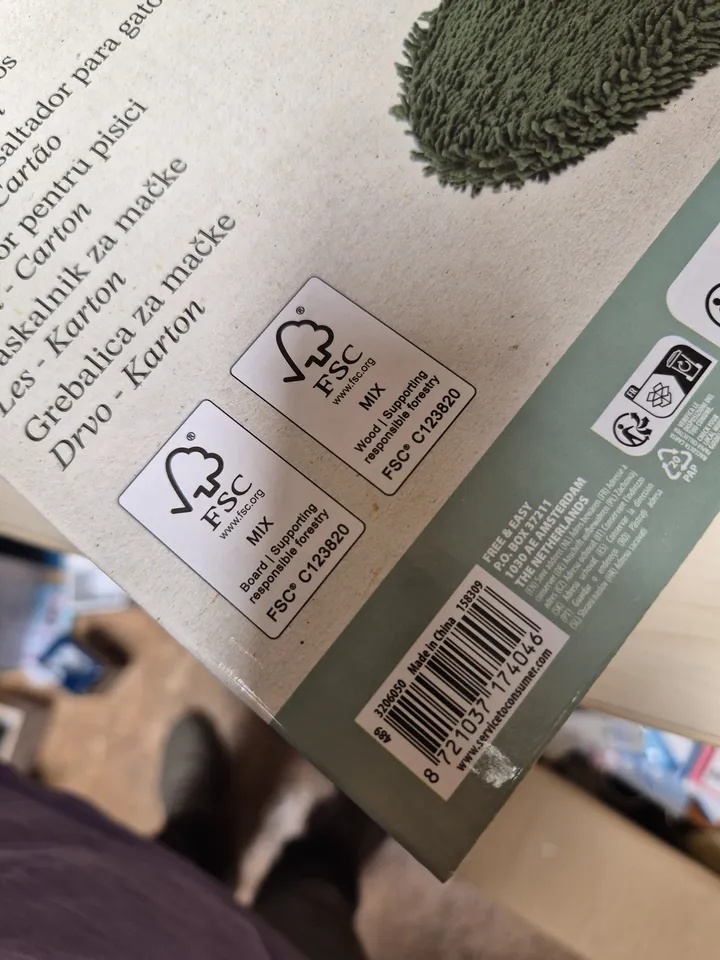 saltador para gato
Cartão
or pentru pisici
- Carton
askalnik za mačke
Les - Karton
Grebalica za mačke
Drvo - Karton
®
FSC
www.fsc.org
MIX
Wood | Supporting
responsible forestry
FSC® C123820
®
FSC
www.fsc.org
MIX
Board | Supporting
responsible forestry
FSC® C123820
20
PAP
FREE & EASY
P.O. BOX 37211
1030 AE AMSTERDAM
THE NETHERLANDS
3206050 Made in China 158309
8 721037 174046
www.servicetoconsumer.com